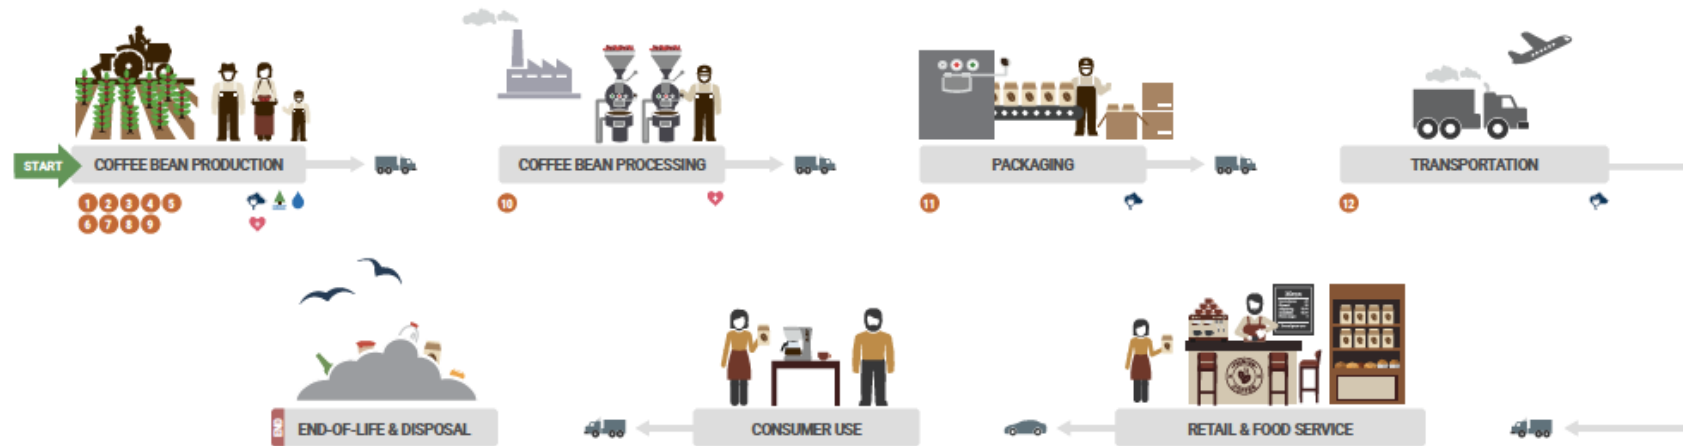 START
COFFEE BEAN PRODUCTION
COFFEE BEAN PROCESSING
PACKAGING
TRANSPORTATION
1 2 3 4 5
6 7 8 9
10
11
12
END
END-OF-LIFE & DISPOSAL
CONSUMER USE
RETAIL & FOOD SERVICE
COFFEE